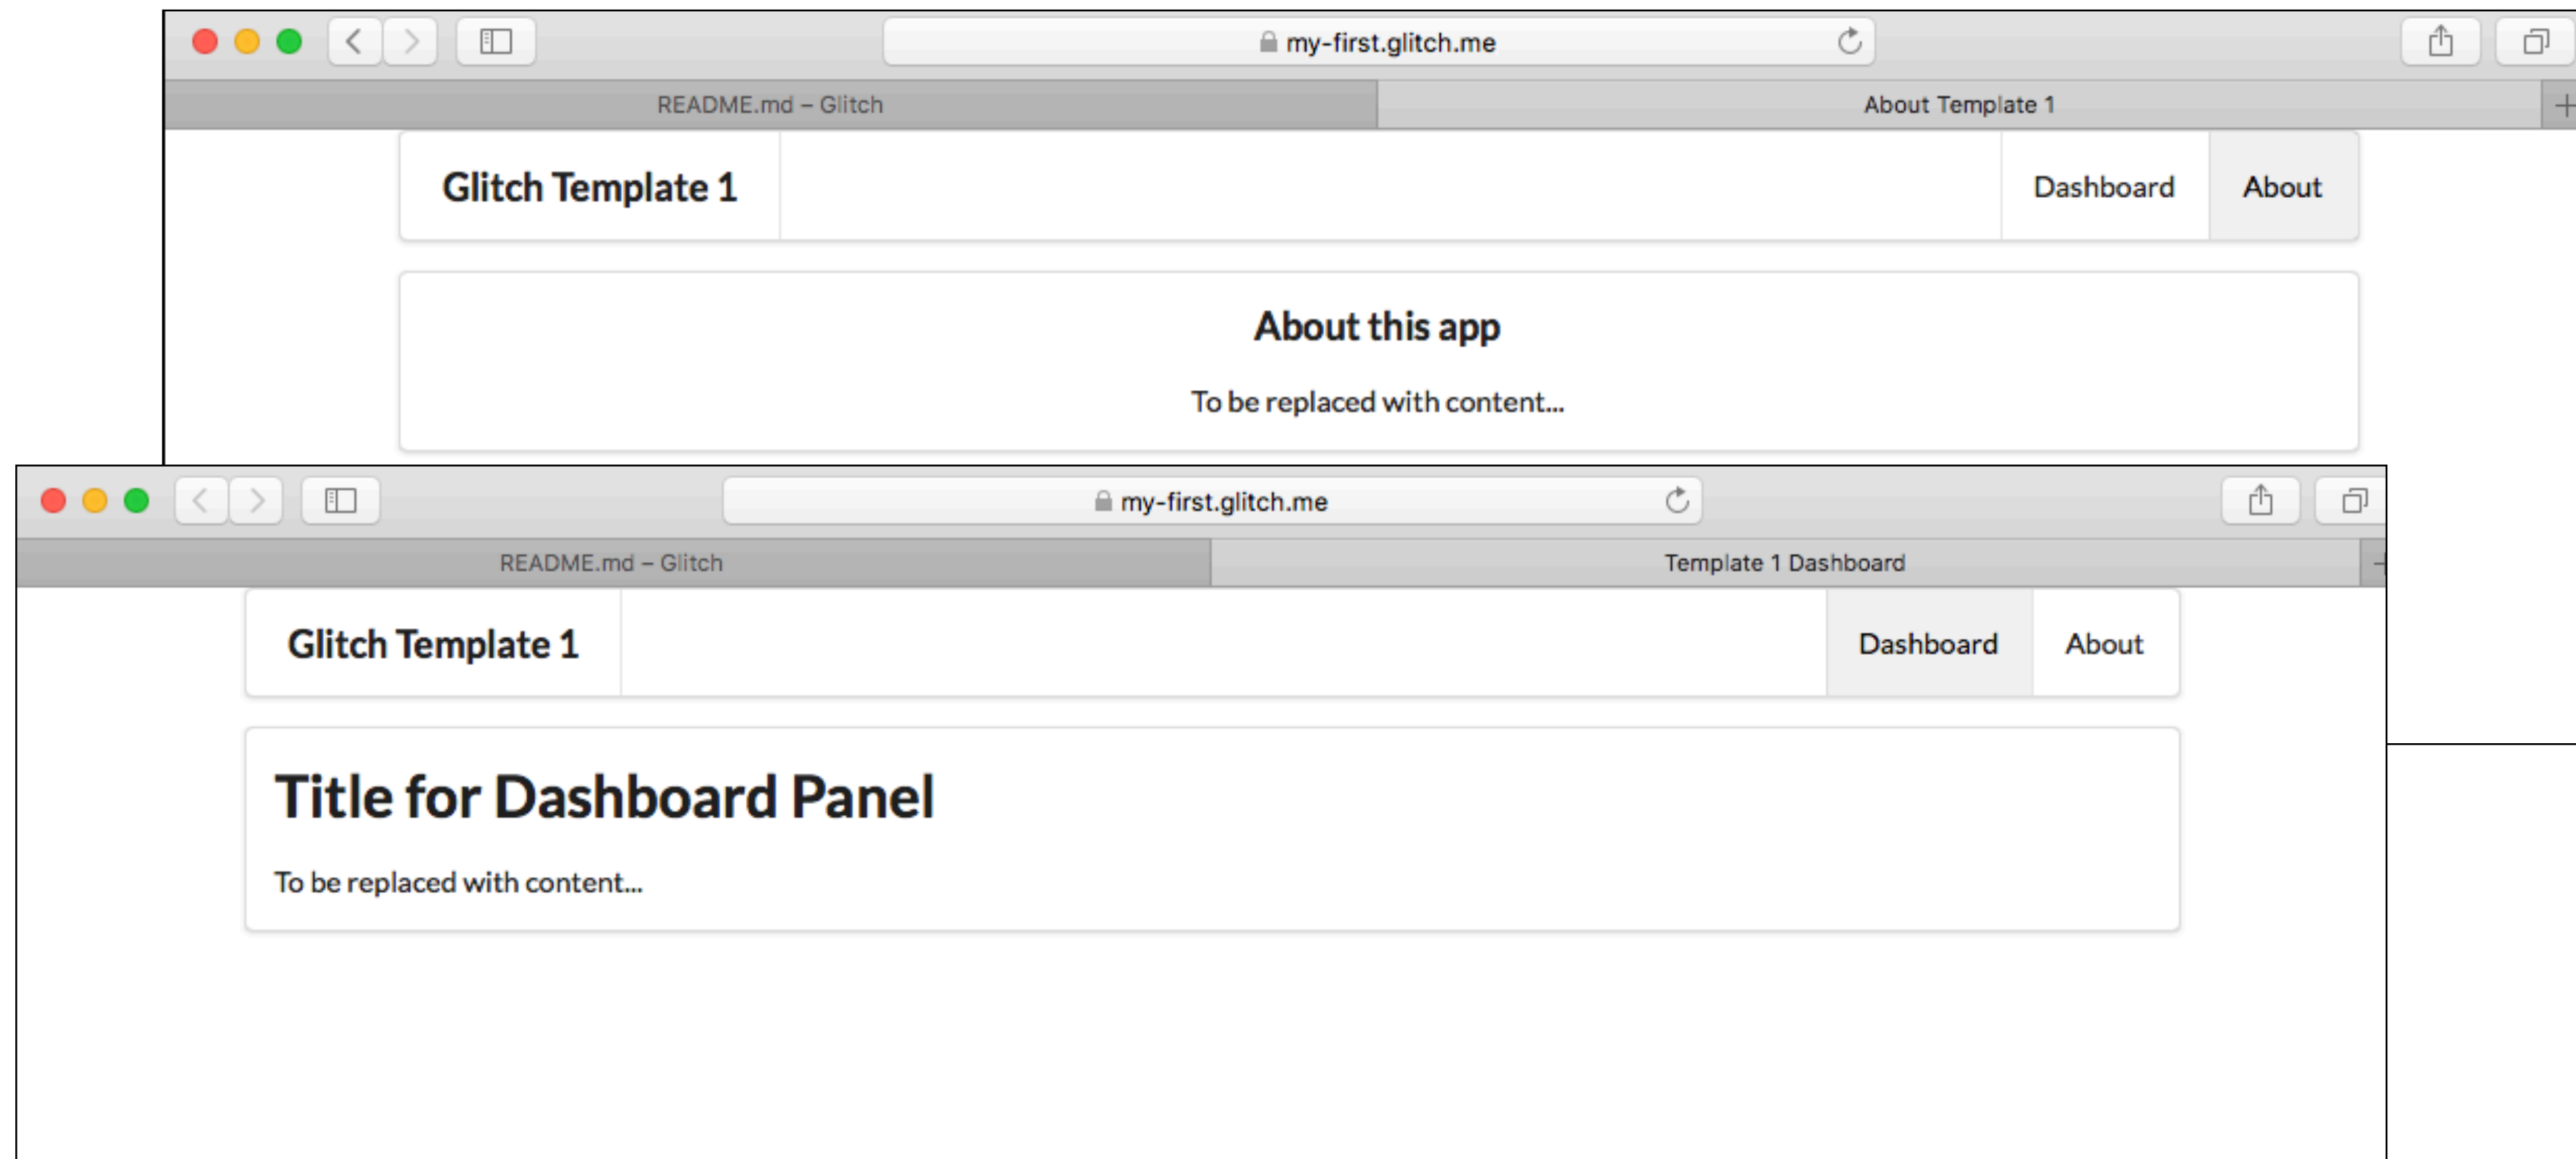 my-first.glitch.me
README.md – Glitch
About Template 1
Glitch Template 1
Dashboard
About
About this app
To be replaced with content...
my-first.glitch.me
README.md – Glitch
Template 1 Dashboard
Glitch Template 1
Dashboard
About
Title for Dashboard Panel
To be replaced with content...